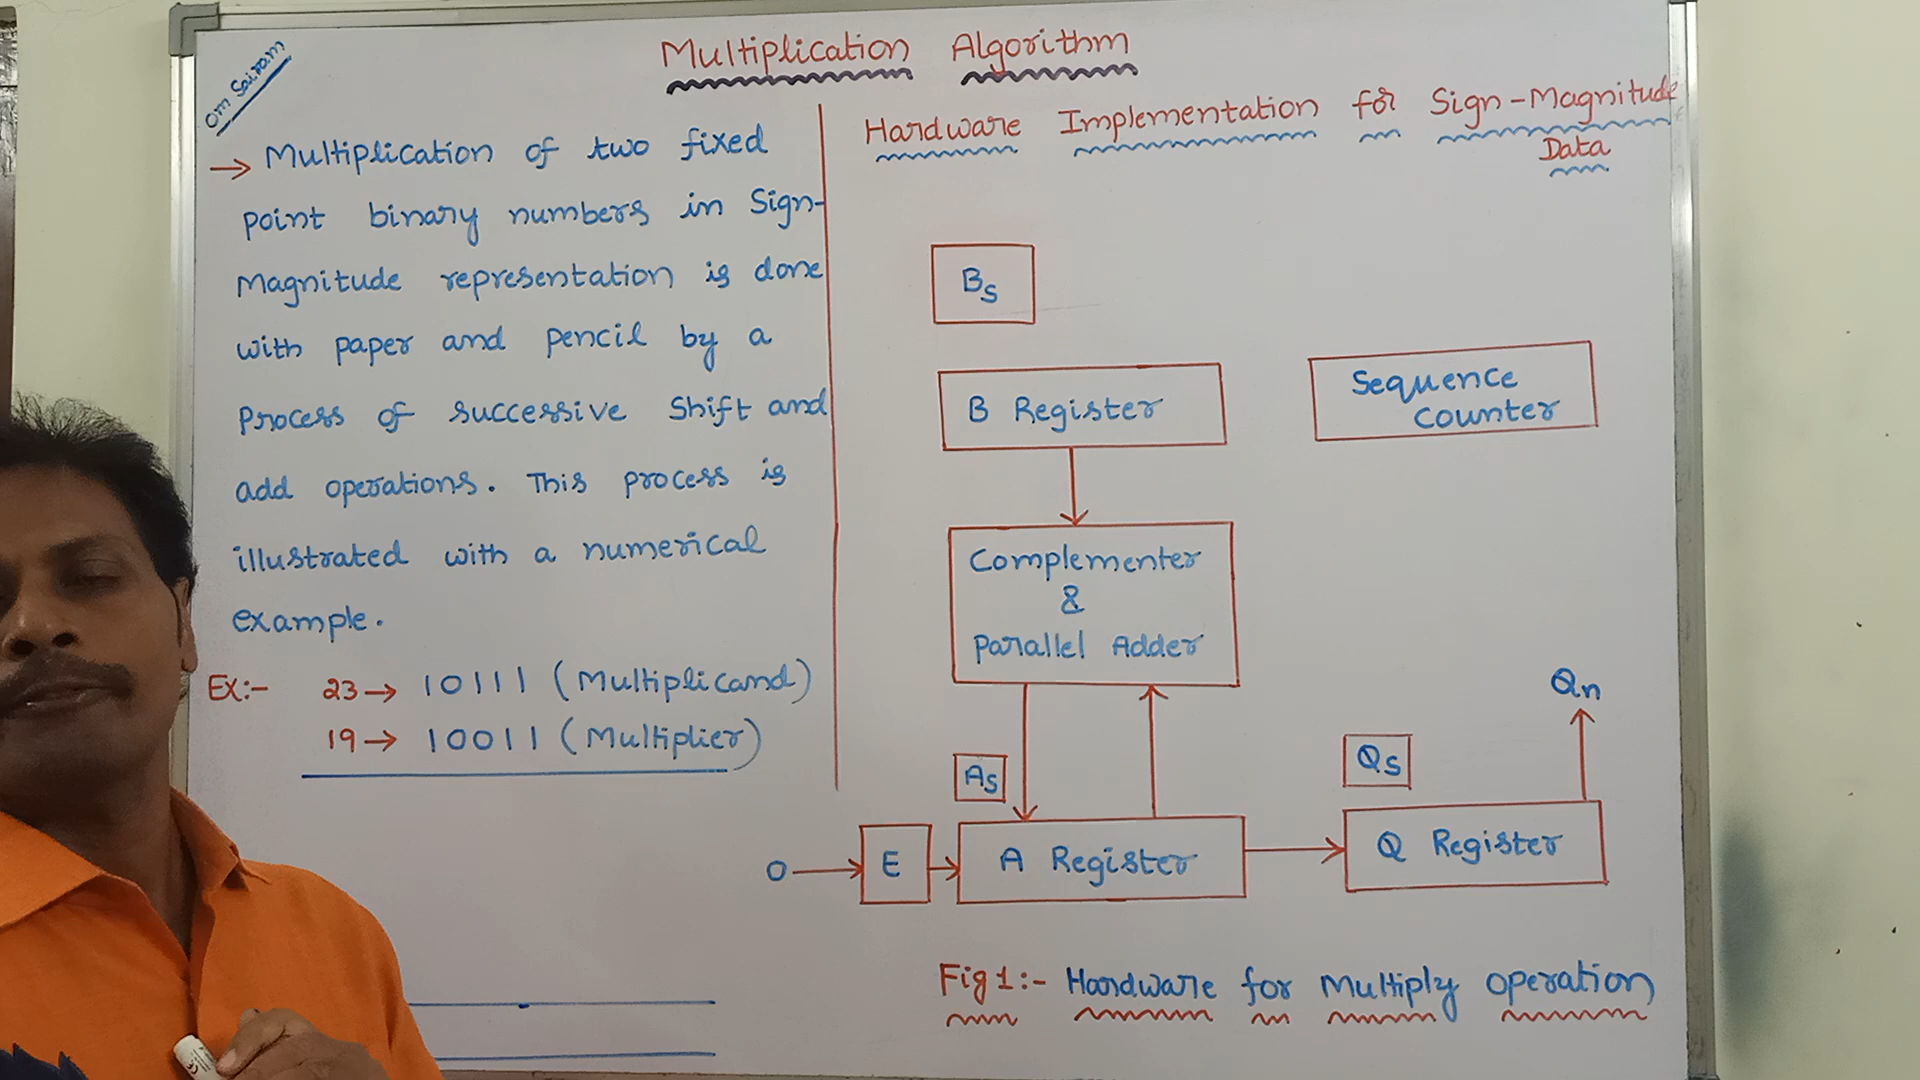 Om Sairam
Multiplication Algorithm
→ Multiplication of two fixed
point binary numbers in Sign-
Magnitude representation is done
with paper and pencil by a
Process of successive Shift and
add operations. This process is
illustrated with a numerical
example.
Ex:- 23→ 10111 (Multiplicand)
19→ 10011 (Multiplier)
Hardware Implementation for Sign-Magnitude
Data
Bs
B Register
Sequence
Counter
Complementer
&
Parallel Adder
Qn
As
Qs
0
E
A Register
Q Register
Fig 1:- Hardware for Multiply operation